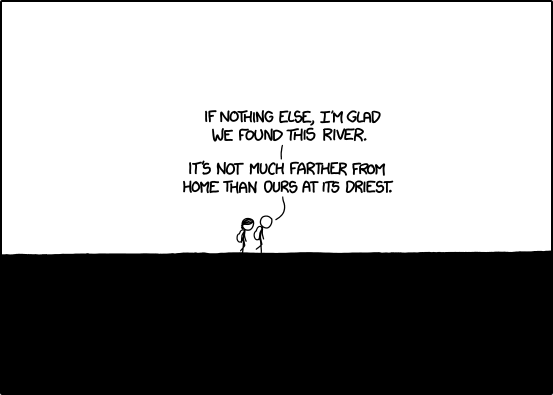 IF NOTHING ELSE, I'M GLAD
WE FOUND THIS RIVER.
IT'S NOT MUCH FARTHER FROM
HOME THAN OURS AT ITS DRIEST.